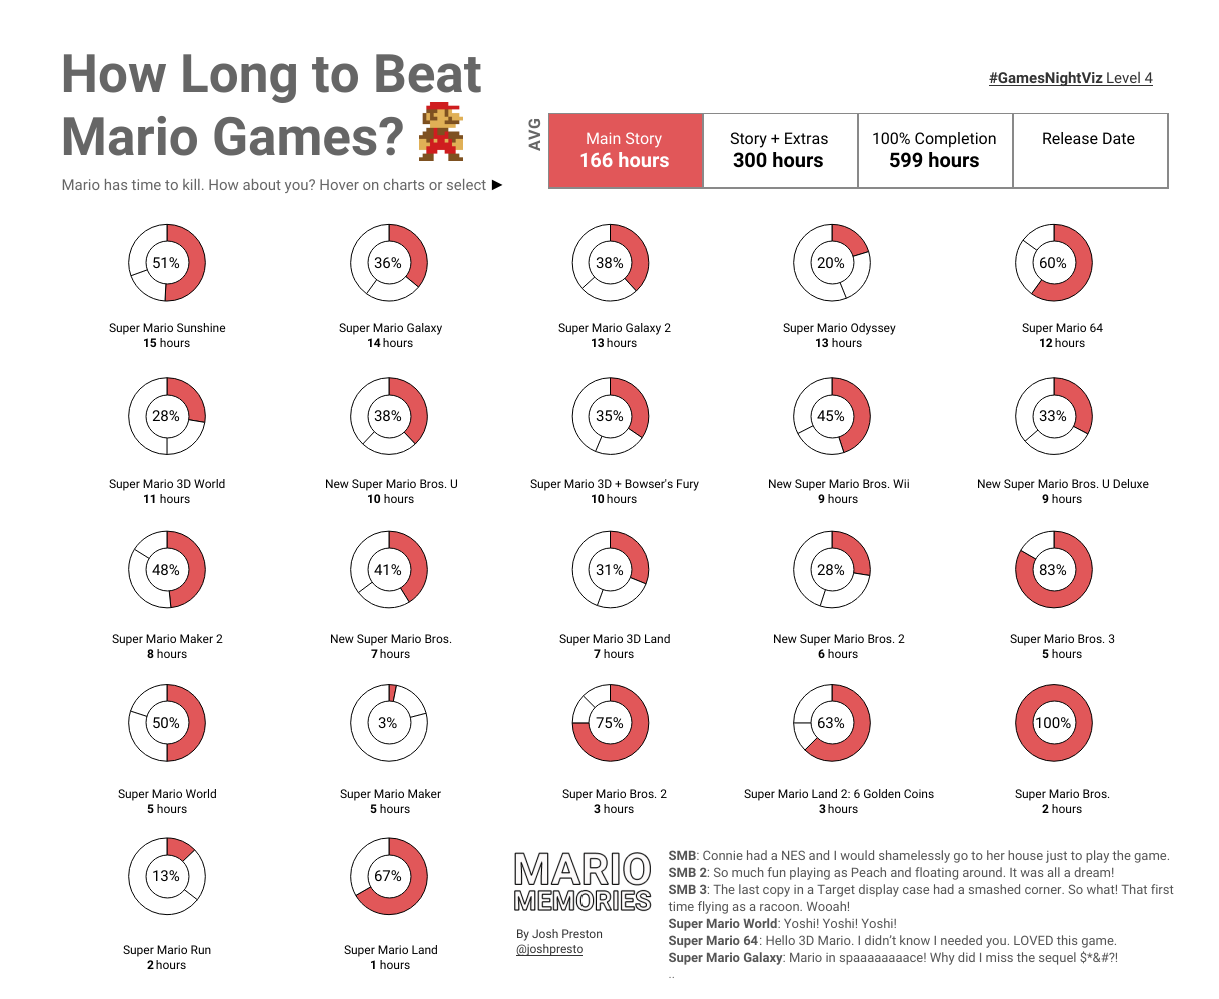 How Long to Beat
Mario Games?
Mario has time to kill. How about you? Hover on charts or select ►
#GamesNightViz Level 4
AVG
Main Story
166 hours
Story + Extras
300 hours
100% Completion
599 hours
Release Date
51%
36%
38%
20%
60%
Super Mario Sunshine
15 hours
Super Mario Galaxy
14 hours
Super Mario Galaxy 2
13 hours
Super Mario Odyssey
13 hours
Super Mario 64
12 hours
28%
38%
35%
45%
33%
Super Mario 3D World
11 hours
New Super Mario Bros. U
10 hours
Super Mario 3D + Bowser's Fury
10 hours
New Super Mario Bros. Wii
9 hours
New Super Mario Bros. U Deluxe
9 hours
48%
41%
31%
28%
83%
Super Mario Maker 2
8 hours
New Super Mario Bros.
7 hours
Super Mario 3D Land
7 hours
New Super Mario Bros. 2
6 hours
Super Mario Bros. 3
5 hours
50%
3%
75%
63%
100%
Super Mario World
5 hours
Super Mario Maker
5 hours
Super Mario Bros. 2
3 hours
Super Mario Land 2: 6 Golden Coins
3 hours
Super Mario Bros.
2 hours
13%
67%
Super Mario Run
2 hours
Super Mario Land
1 hours
MARIO
MEMORIES
By Josh Preston
@joshpresto
SMB: Connie had a NES and I would shamelessly go to her house just to play the game.
SMB 2: So much fun playing as Peach and floating around. It was all a dream!
SMB 3: The last copy in a Target display case had a smashed corner. So what! That first
time flying as a racoon. Wooah!
Super Mario World: Yoshi! Yoshi! Yoshi!
Super Mario 64: Hello 3D Mario. I didn't know I needed you. LOVED this game.
Super Mario Galaxy: Mario in spaaaaaaace! Why did I miss the sequel $*&#?!
..